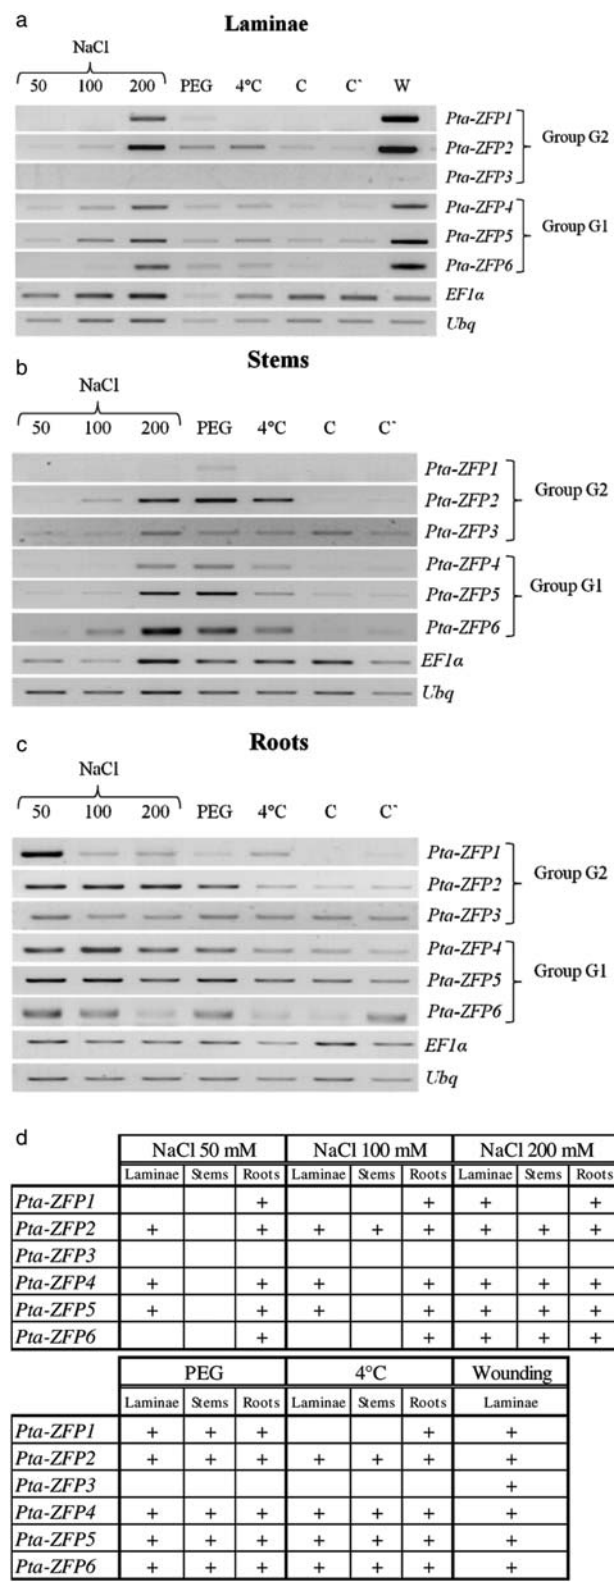 a
Laminae
NaCl
50 100 200 PEG 4°C C C` W
Pta-ZFP1
Pta-ZFP2
Pta-ZFP3
Group G2
Pta-ZFP4
Pta-ZFP5
Pta-ZFP6
Group G1
EF1α
Ubq
b
Stems
NaCl
50 100 200 PEG 4°C C C`
Pta-ZFP1
Pta-ZFP2
Pta-ZFP3
Group G2
Pta-ZFP4
Pta-ZFP5
Pta-ZFP6
Group G1
EF1α
Ubq
c
Roots
NaCl
50 100 200 PEG 4°C C C`
Pta-ZFP1
Pta-ZFP2
Pta-ZFP3
Group G2
Pta-ZFP4
Pta-ZFP5
Pta-ZFP6
Group G1
EF1α
Ubq
d
NaCl 50 mM NaCl 100 mM NaCl 200 mM
Laminae Stems Roots Laminae Stems Roots Laminae Stems Roots
Pta-ZFP1 + + + +
Pta-ZFP2 + + + + + + + +
Pta-ZFP3
Pta-ZFP4 + + + + + + +
Pta-ZFP5 + + + + + + +
Pta-ZFP6 + + + + +
PEG 4°C Wounding
Laminae Stems Roots Laminae Stems Roots Laminae
Pta-ZFP1 + + + + +
Pta-ZFP2 + + + + + + +
Pta-ZFP3 +
Pta-ZFP4 + + + + + + +
Pta-ZFP5 + + + + + + +
Pta-ZFP6 + + + + + + +